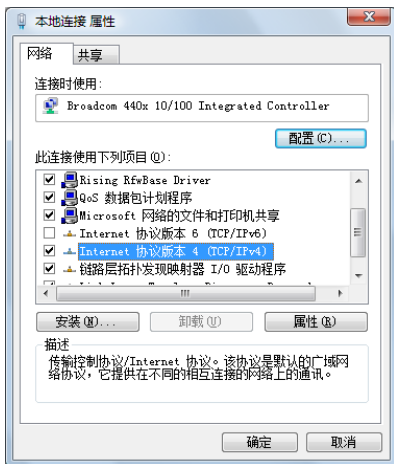 本地连接 属性
网络
共享
连接时使用:
Broadcom 440x 10/100 Integrated Controller
配置(C)...
此连接使用下列项目(O):
Rising RfwBase Driver
QoS 数据包计划程序
Microsoft 网络的文件和打印机共享
Internet 协议版本 6 (TCP/IPv6)
Internet 协议版本 4 (TCP/IPv4)
链路层拓扑发现映射器 I/O 驱动程序
安装(N)...
卸载(U)
属性(R)
描述
传输控制协议/Internet 协议。该协议是默认的广域网
络协议,它提供在不同的相互连接的网络上的通讯。
确定
取消